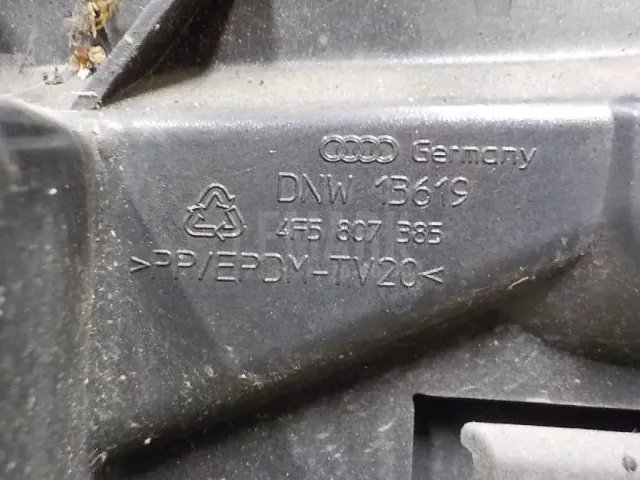 Germany
DNW 13619
4F5 807 385
>PP/EPDM-TV20<